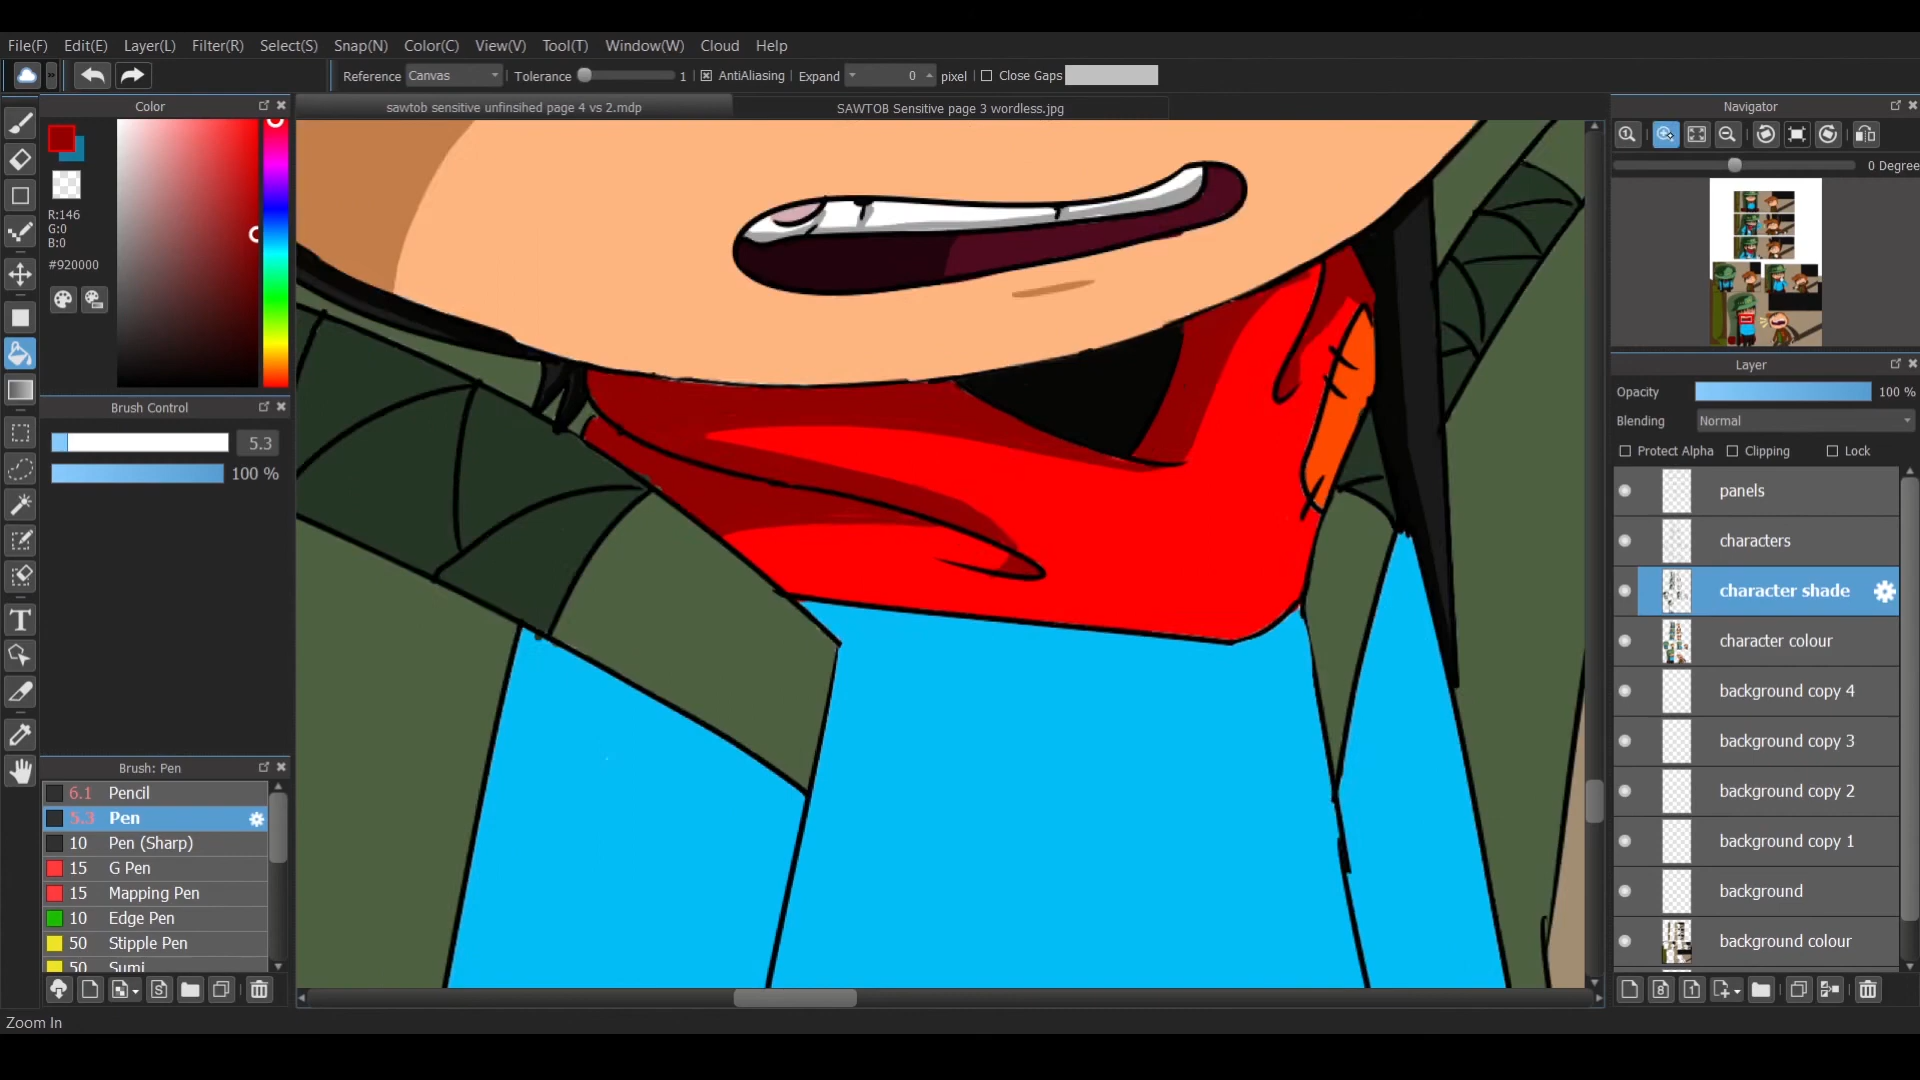 File(F) Edit(E) Layer(L) Filter(R) Select(S) Snap(N) Color(C) View(V) Tool(T) Window(W) Cloud Help
» Reference Canvas Tolerance 1 AntiAliasing Expand 0 pixel Close Gaps
Color
R:146
G:0
B:0
#920000
Brush Control
5.3
100 %
Brush: Pen
6.1 Pencil
5.3 Pen
10 Pen (Sharp)
15 G Pen
15 Mapping Pen
10 Edge Pen
50 Stipple Pen
50 Sumi
sawtob sensitive unfinsihed page 4 vs 2.mdp
SAWTOB Sensitive page 3 wordless.jpg
Navigator
0 Degree
Layer
Opacity 100 %
Blending Normal
Protect Alpha Clipping Lock
panels
characters
character shade
character colour
background copy 4
background copy 3
background copy 2
background copy 1
background
background colour
Zoom In